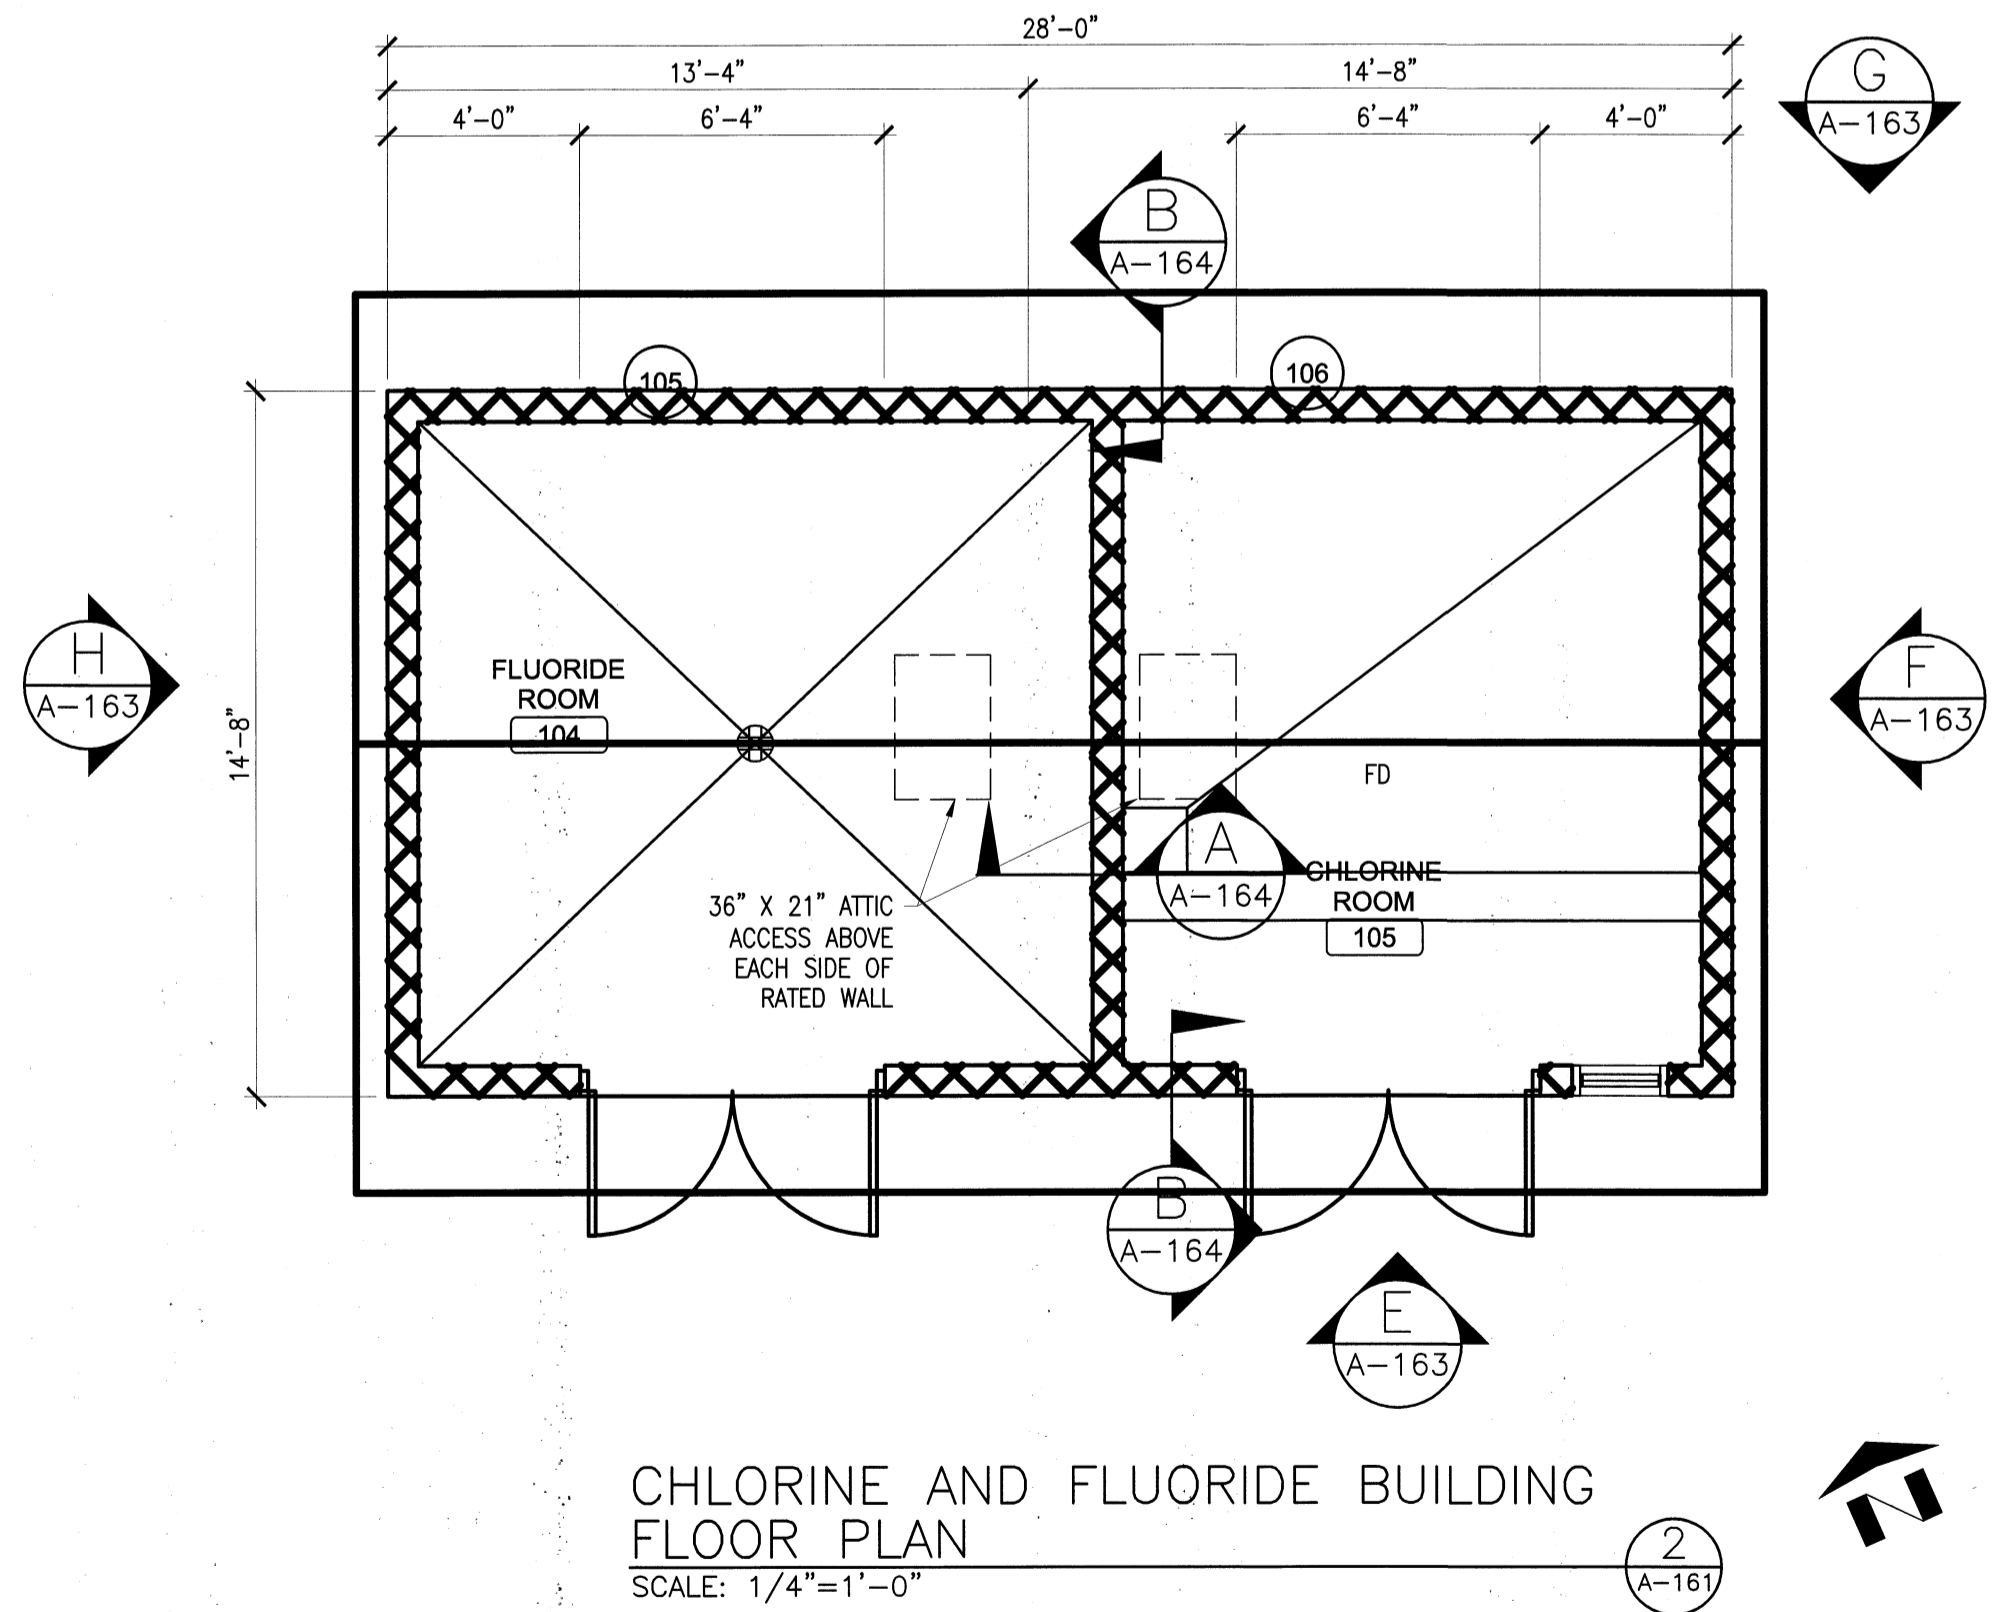 28'-0"
13'-4"
14'-8"
4'-0"
6'-4"
6'-4"
4'-0"
G
A-163
B
A-164
105
106
H
A-163
FLUORIDE
ROOM
104
F
A-163
14'-8"
FD
A
A-164
CHLORINE
ROOM
105
36" X 21" ATTIC
ACCESS ABOVE
EACH SIDE OF
RATED WALL
B
A-164
E
A-163
CHLORINE AND FLUORIDE BUILDING
FLOOR PLAN
SCALE: 1/4"=1'-0"
2
A-161
N